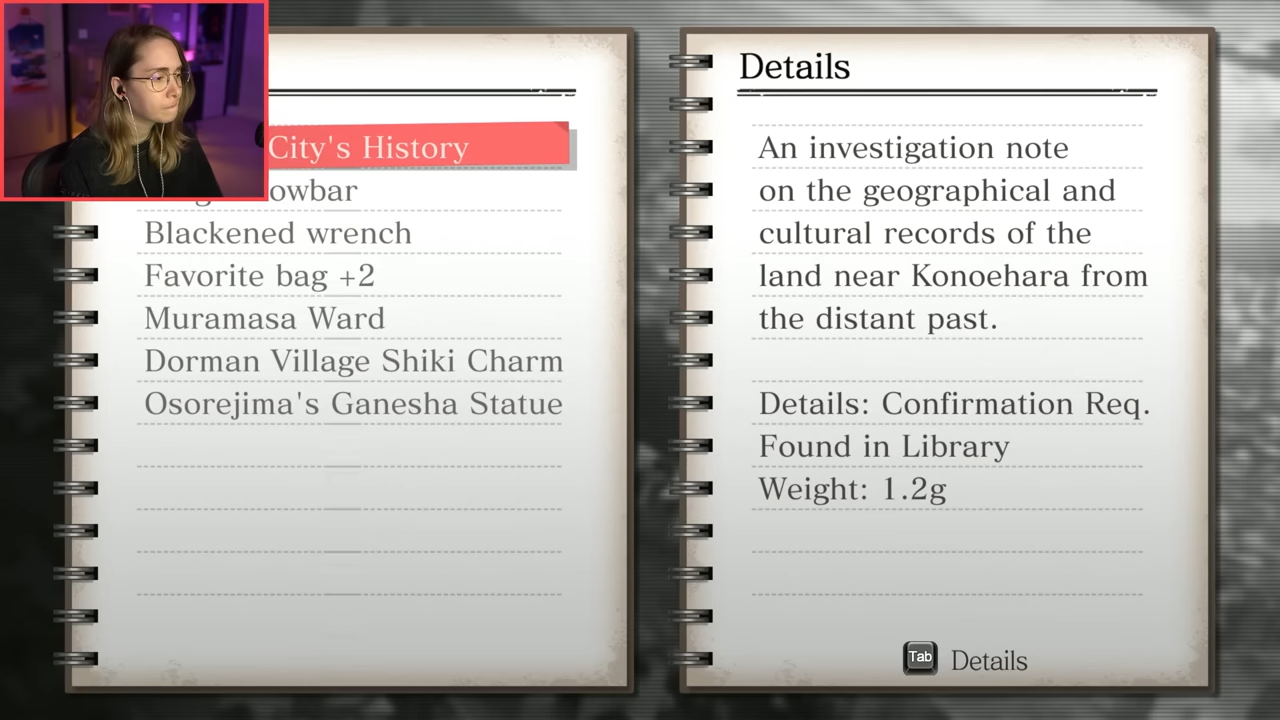 City's History
owbar
Blackened wrench
Favorite bag +2
Muramasa Ward
Dorman Village Shiki Charm
Osorejima's Ganesha Statue
Details
An investigation note
on the geographical and
cultural records of the
land near Konoehara from
the distant past.
Details: Confirmation Req.
Found in Library
Weight: 1.2g
Tab Details